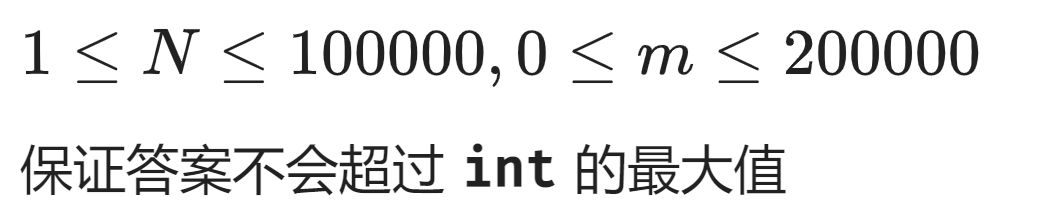 1 ≤ N ≤ 100000, 0 ≤ m ≤ 200000
保证答案不会超过 int 的最大值